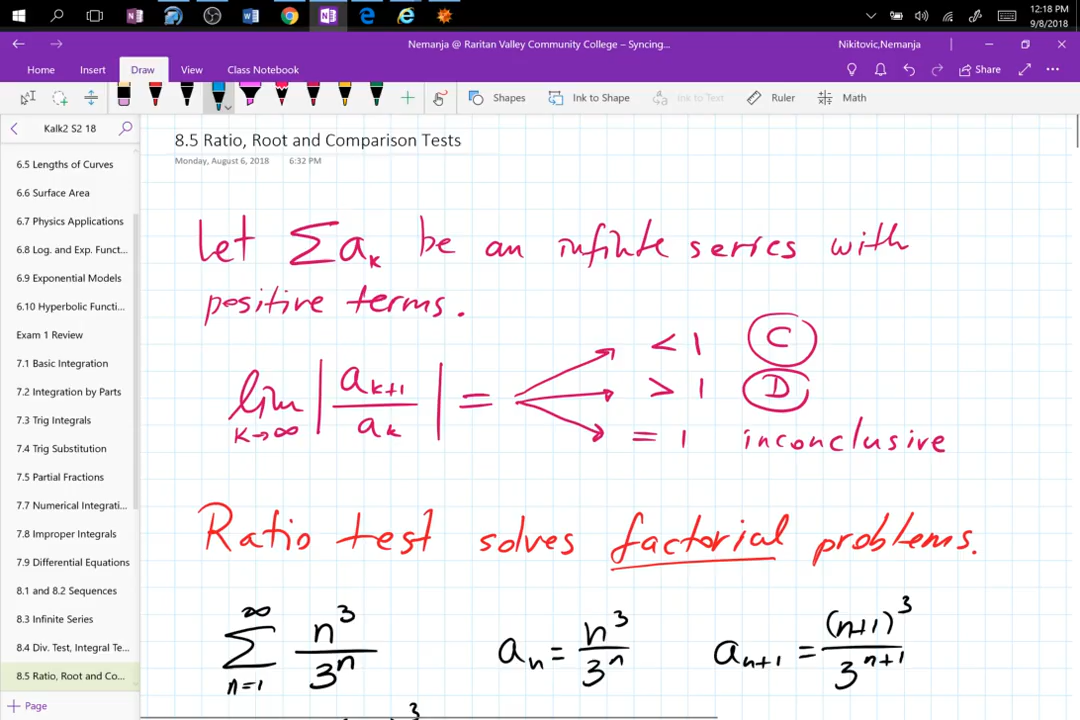 12:18 PM
9/8/2018
Nemanja @ Raritan Valley Community College – Syncing...
Nikitovic,Nemanja
Home Insert Draw View Class Notebook
Share
Shapes Ink to Shape Ink to Text Ruler Math
Kalk2 S2 18
6.5 Lengths of Curves
6.6 Surface Area
6.7 Physics Applications
6.8 Log. and Exp. Funct...
6.9 Exponential Models
6.10 Hyperbolic Functi...
Exam 1 Review
7.1 Basic Integration
7.2 Integration by Parts
7.3 Trig Integrals
7.4 Trig Substitution
7.5 Partial Fractions
7.7 Numerical Integrati...
7.8 Improper Integrals
7.9 Differential Equations
8.1 and 8.2 Sequences
8.3 Infinite Series
8.4 Div. Test, Integral Te...
8.5 Ratio, Root and Co...
+ Page
8.5 Ratio, Root and Comparison Tests
Monday, August 6, 2018 6:32 PM
Let Σa_k be an infinite series with
positive terms.
lim_{k→∞} |a_{k+1}/a_k| =
< 1 C
> 1 D
= 1 inconclusive
Ratio test solves factorial problems.
∑_{n=1}^{∞} n^3/3^n a_n = n^3/3^n a_{n+1} = (n+1)^3/3^{n+1}